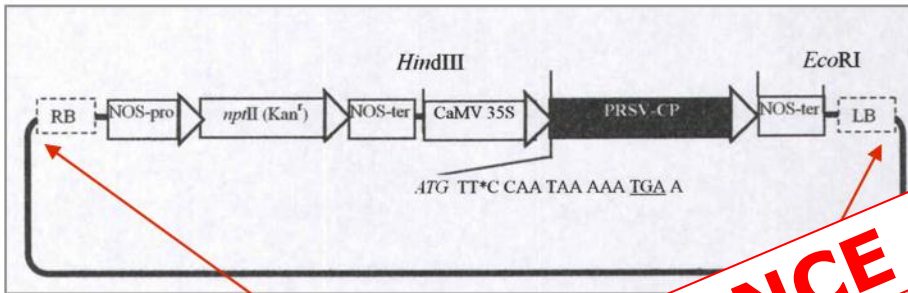 HindIII EcoRI
RB NOS-pro nptII (Kanʳ) NOS-ter CaMV 35S PRSV-CP NOS-ter LB
ATG TT*C CAA TAA AAA TGA A